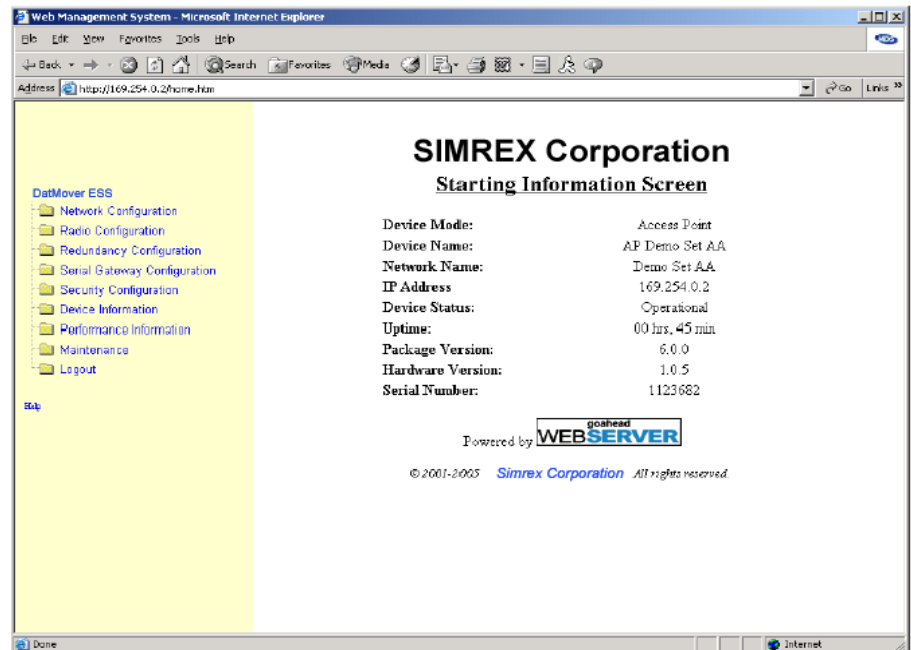 Web Management System - Microsoft Internet Explorer
File Edit View Favorites Tools Help
MDS
Back Search Favorites Media
Address http://169.254.0.2/home.htm Go Links »
SIMREX Corporation
Starting Information Screen
DatMover ESS
Network Configuration
Radio Configuration
Redundancy Configuration
Serial Gateway Configuration
Security Configuration
Device Information
Performance Information
Maintenance
Logout
Help
Device Mode: Access Point
Device Name: AP Demo Set AA
Network Name: Demo Set AA
IP Address 169.254.0.2
Device Status: Operational
Uptime: 00 hrs, 45 min
Package Version: 6.0.0
Hardware Version: 1.0.5
Serial Number: 1123682
Powered by goahead WEBSERVER
© 2001-2005 Simrex Corporation All rights reserved.
Done Internet